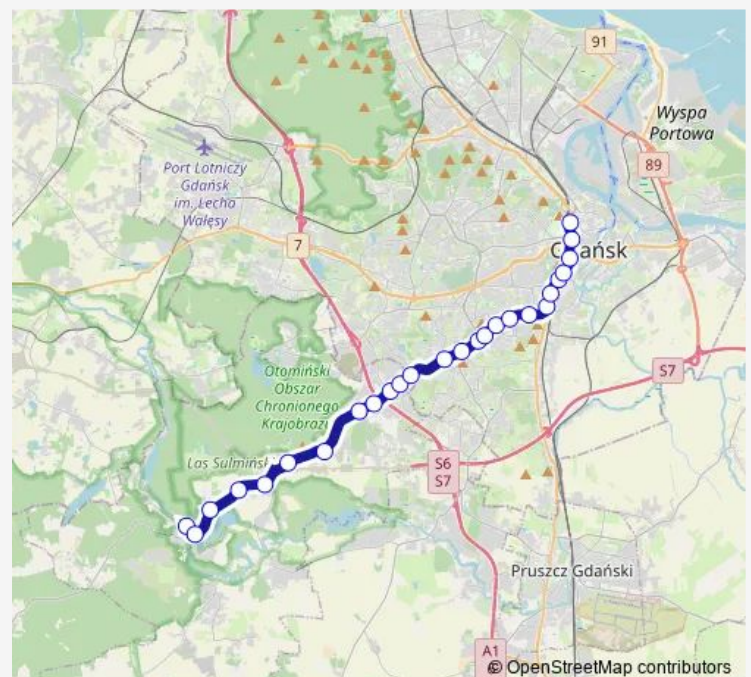 91
Wyspa
Portowa
89
Port Lotniczy
Gdańsk
im. Lecha
Wałęsy
7
Gdańsk
S7
Otomiński
Obszar
Chronionego
Krajobrazu
Las Sulmiński
S6
S7
Pruszcz Gdański
A1
© OpenStreetMap contributors